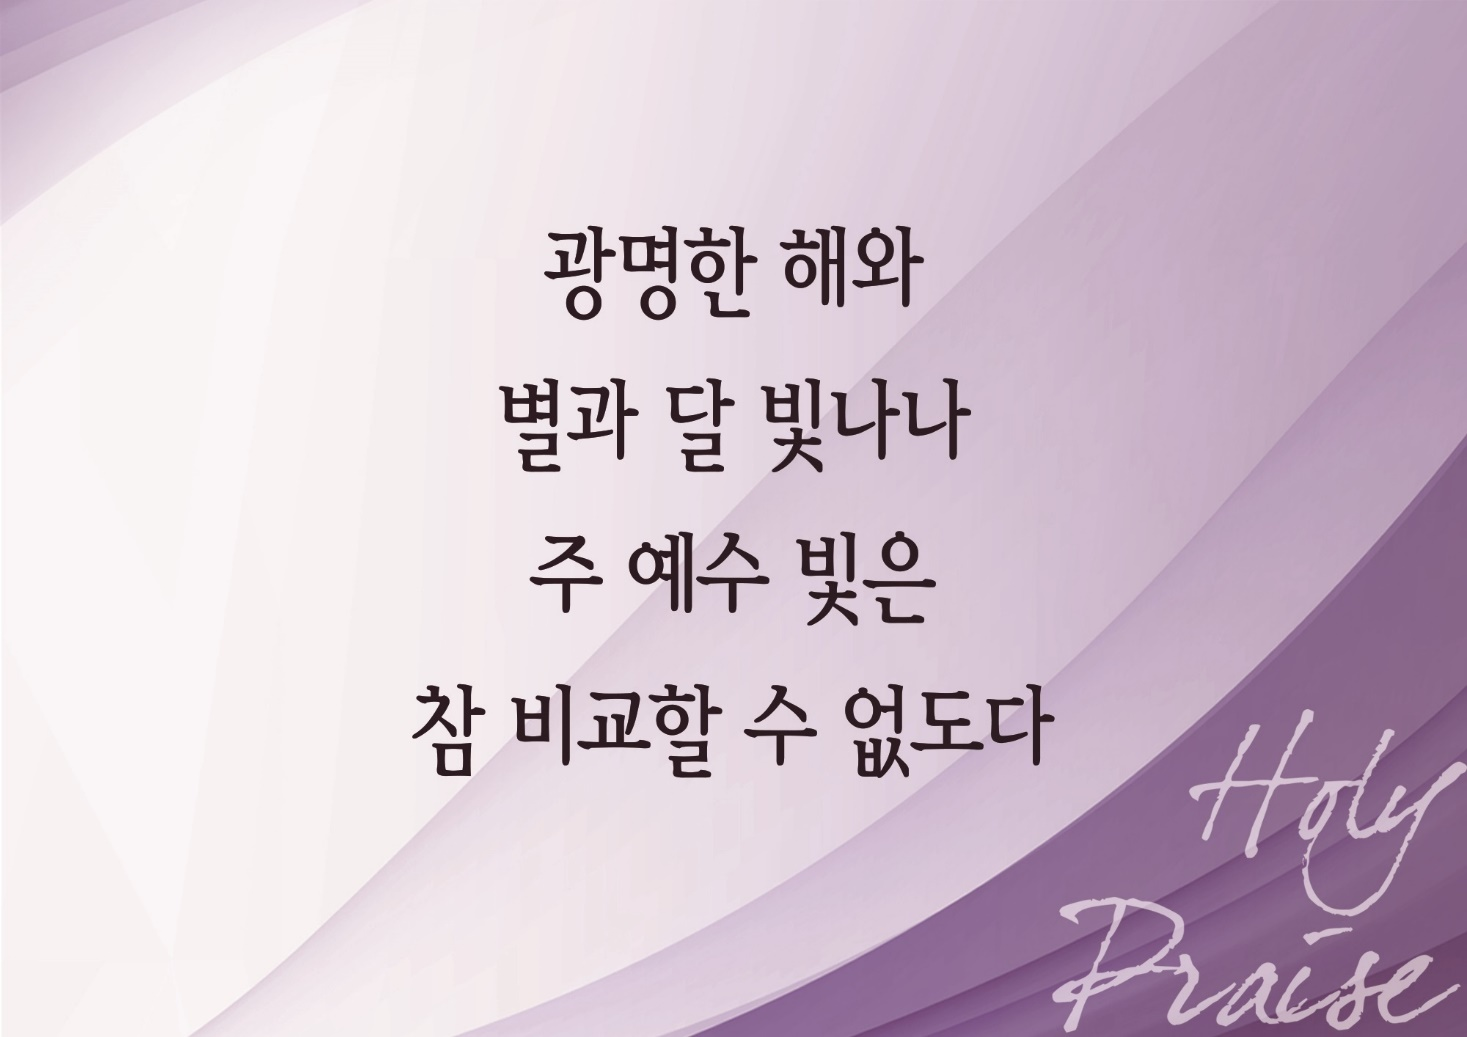 광명한 해와
별과 달 빛나나
주 예수 빛은
참 비교할 수 없도다
Holy
Praise